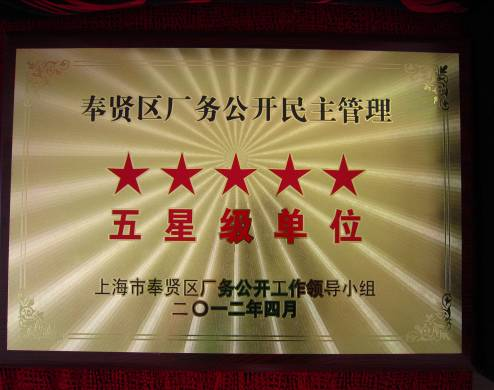 奉贤区厂务公开民主管理
★★★★★
五星级单位
上海市奉贤区厂务公开工作领导小组
二〇一二年四月